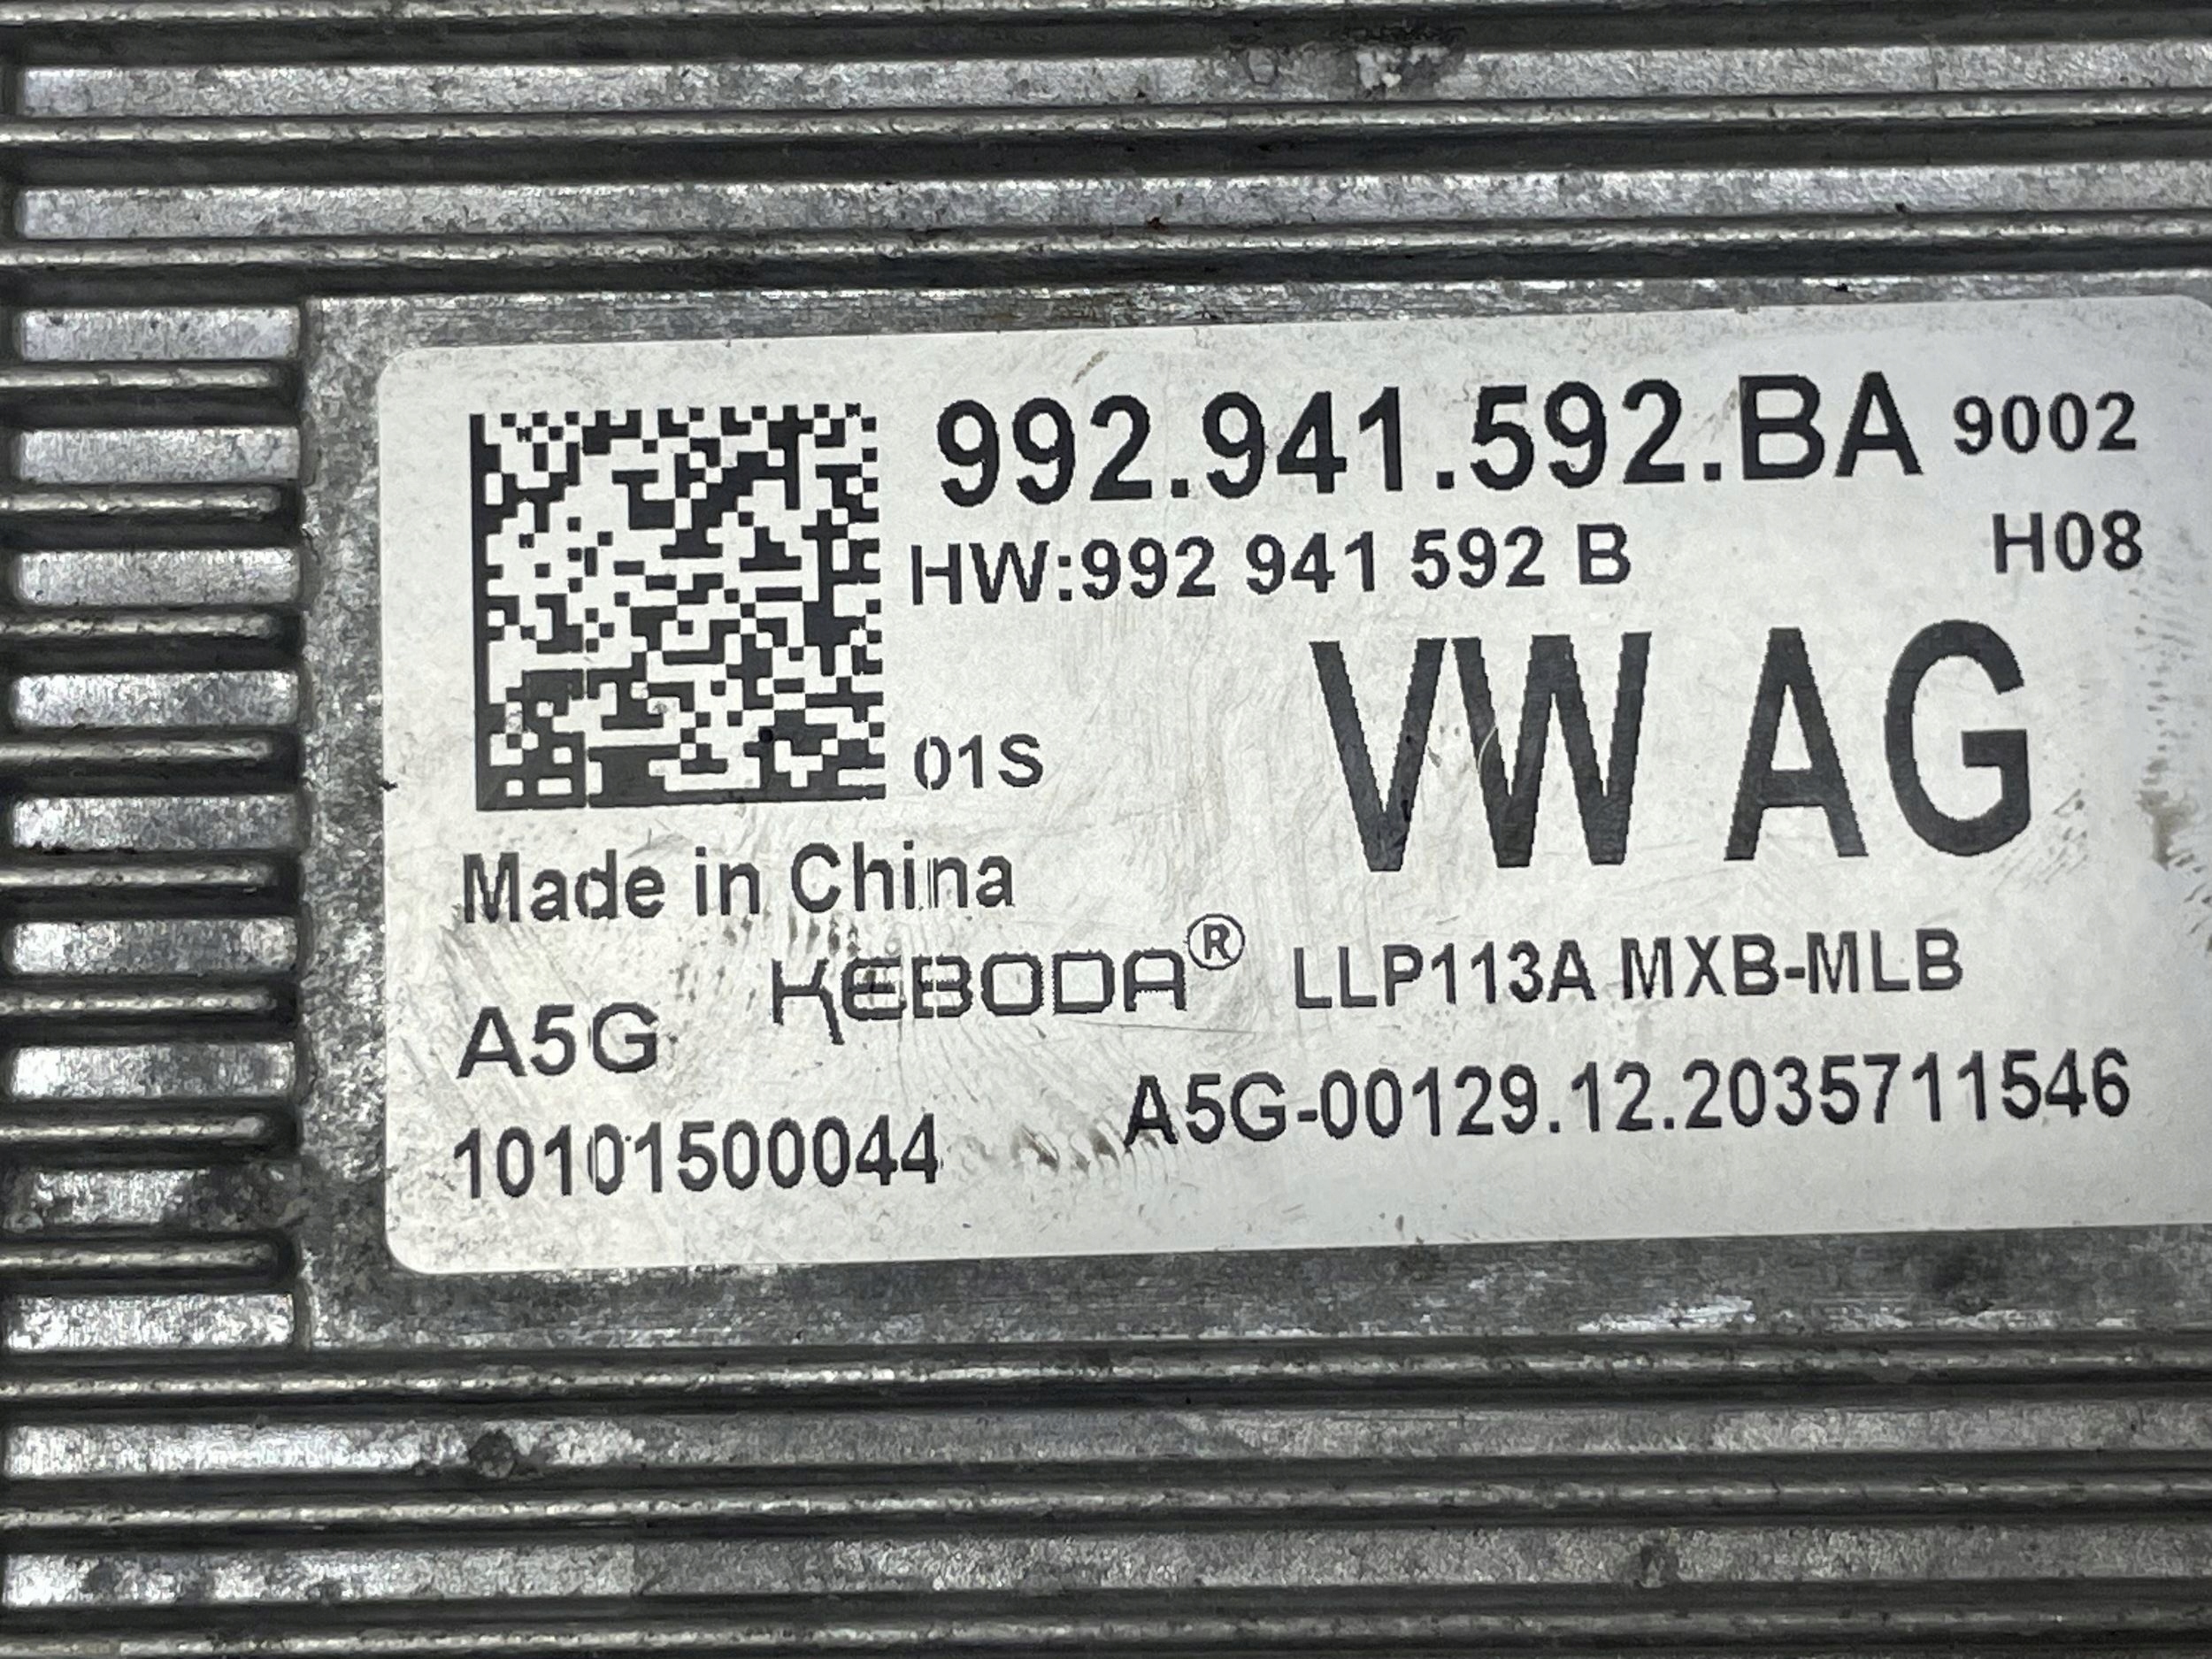 992.941.592.BA 9002
HW:992 941 592 B H08
VW AG
01S
Made in China
KEBODA® LLP113A MXB-MLB
A5G
A5G-00129.12.2035711546
10101500044